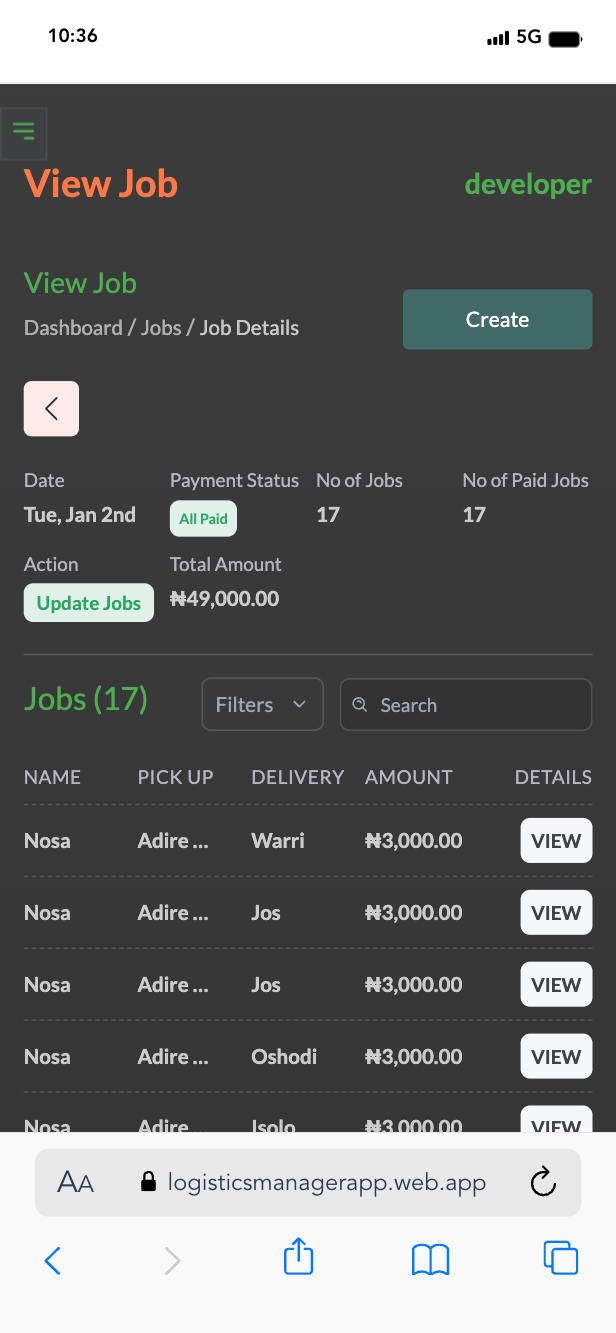 10:36 5G
View Job developer
View Job
Dashboard / Jobs / Job Details
Create
Date Payment Status No of Jobs No of Paid Jobs
Tue, Jan 2nd All Paid 17 17
Action Total Amount
Update Jobs ₦49,000.00
Jobs (17) Filters Search
NAME PICK UP DELIVERY AMOUNT DETAILS
Nosa Adire ... Warri ₦3,000.00 VIEW
Nosa Adire ... Jos ₦3,000.00 VIEW
Nosa Adire ... Jos ₦3,000.00 VIEW
Nosa Adire ... Oshodi ₦3,000.00 VIEW
Nosa Adire ... Isolo ₦3,000.00 VIEW
AA logisticsmanagerapp.web.app